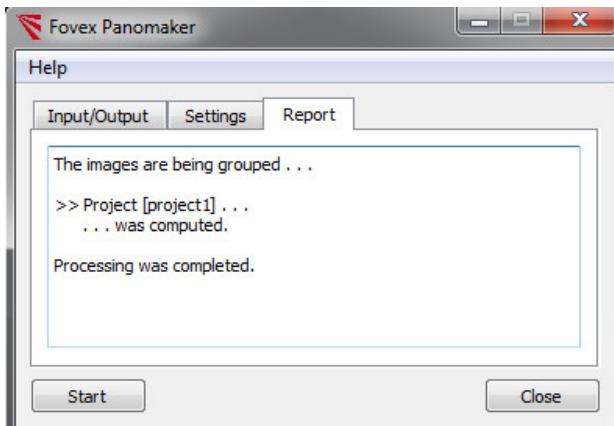 Fovex Panomaker
Help
Input/Output Settings Report
The images are being grouped . . .
>> Project [project1] . . .
. . . was computed.
Processing was completed.
Start Close